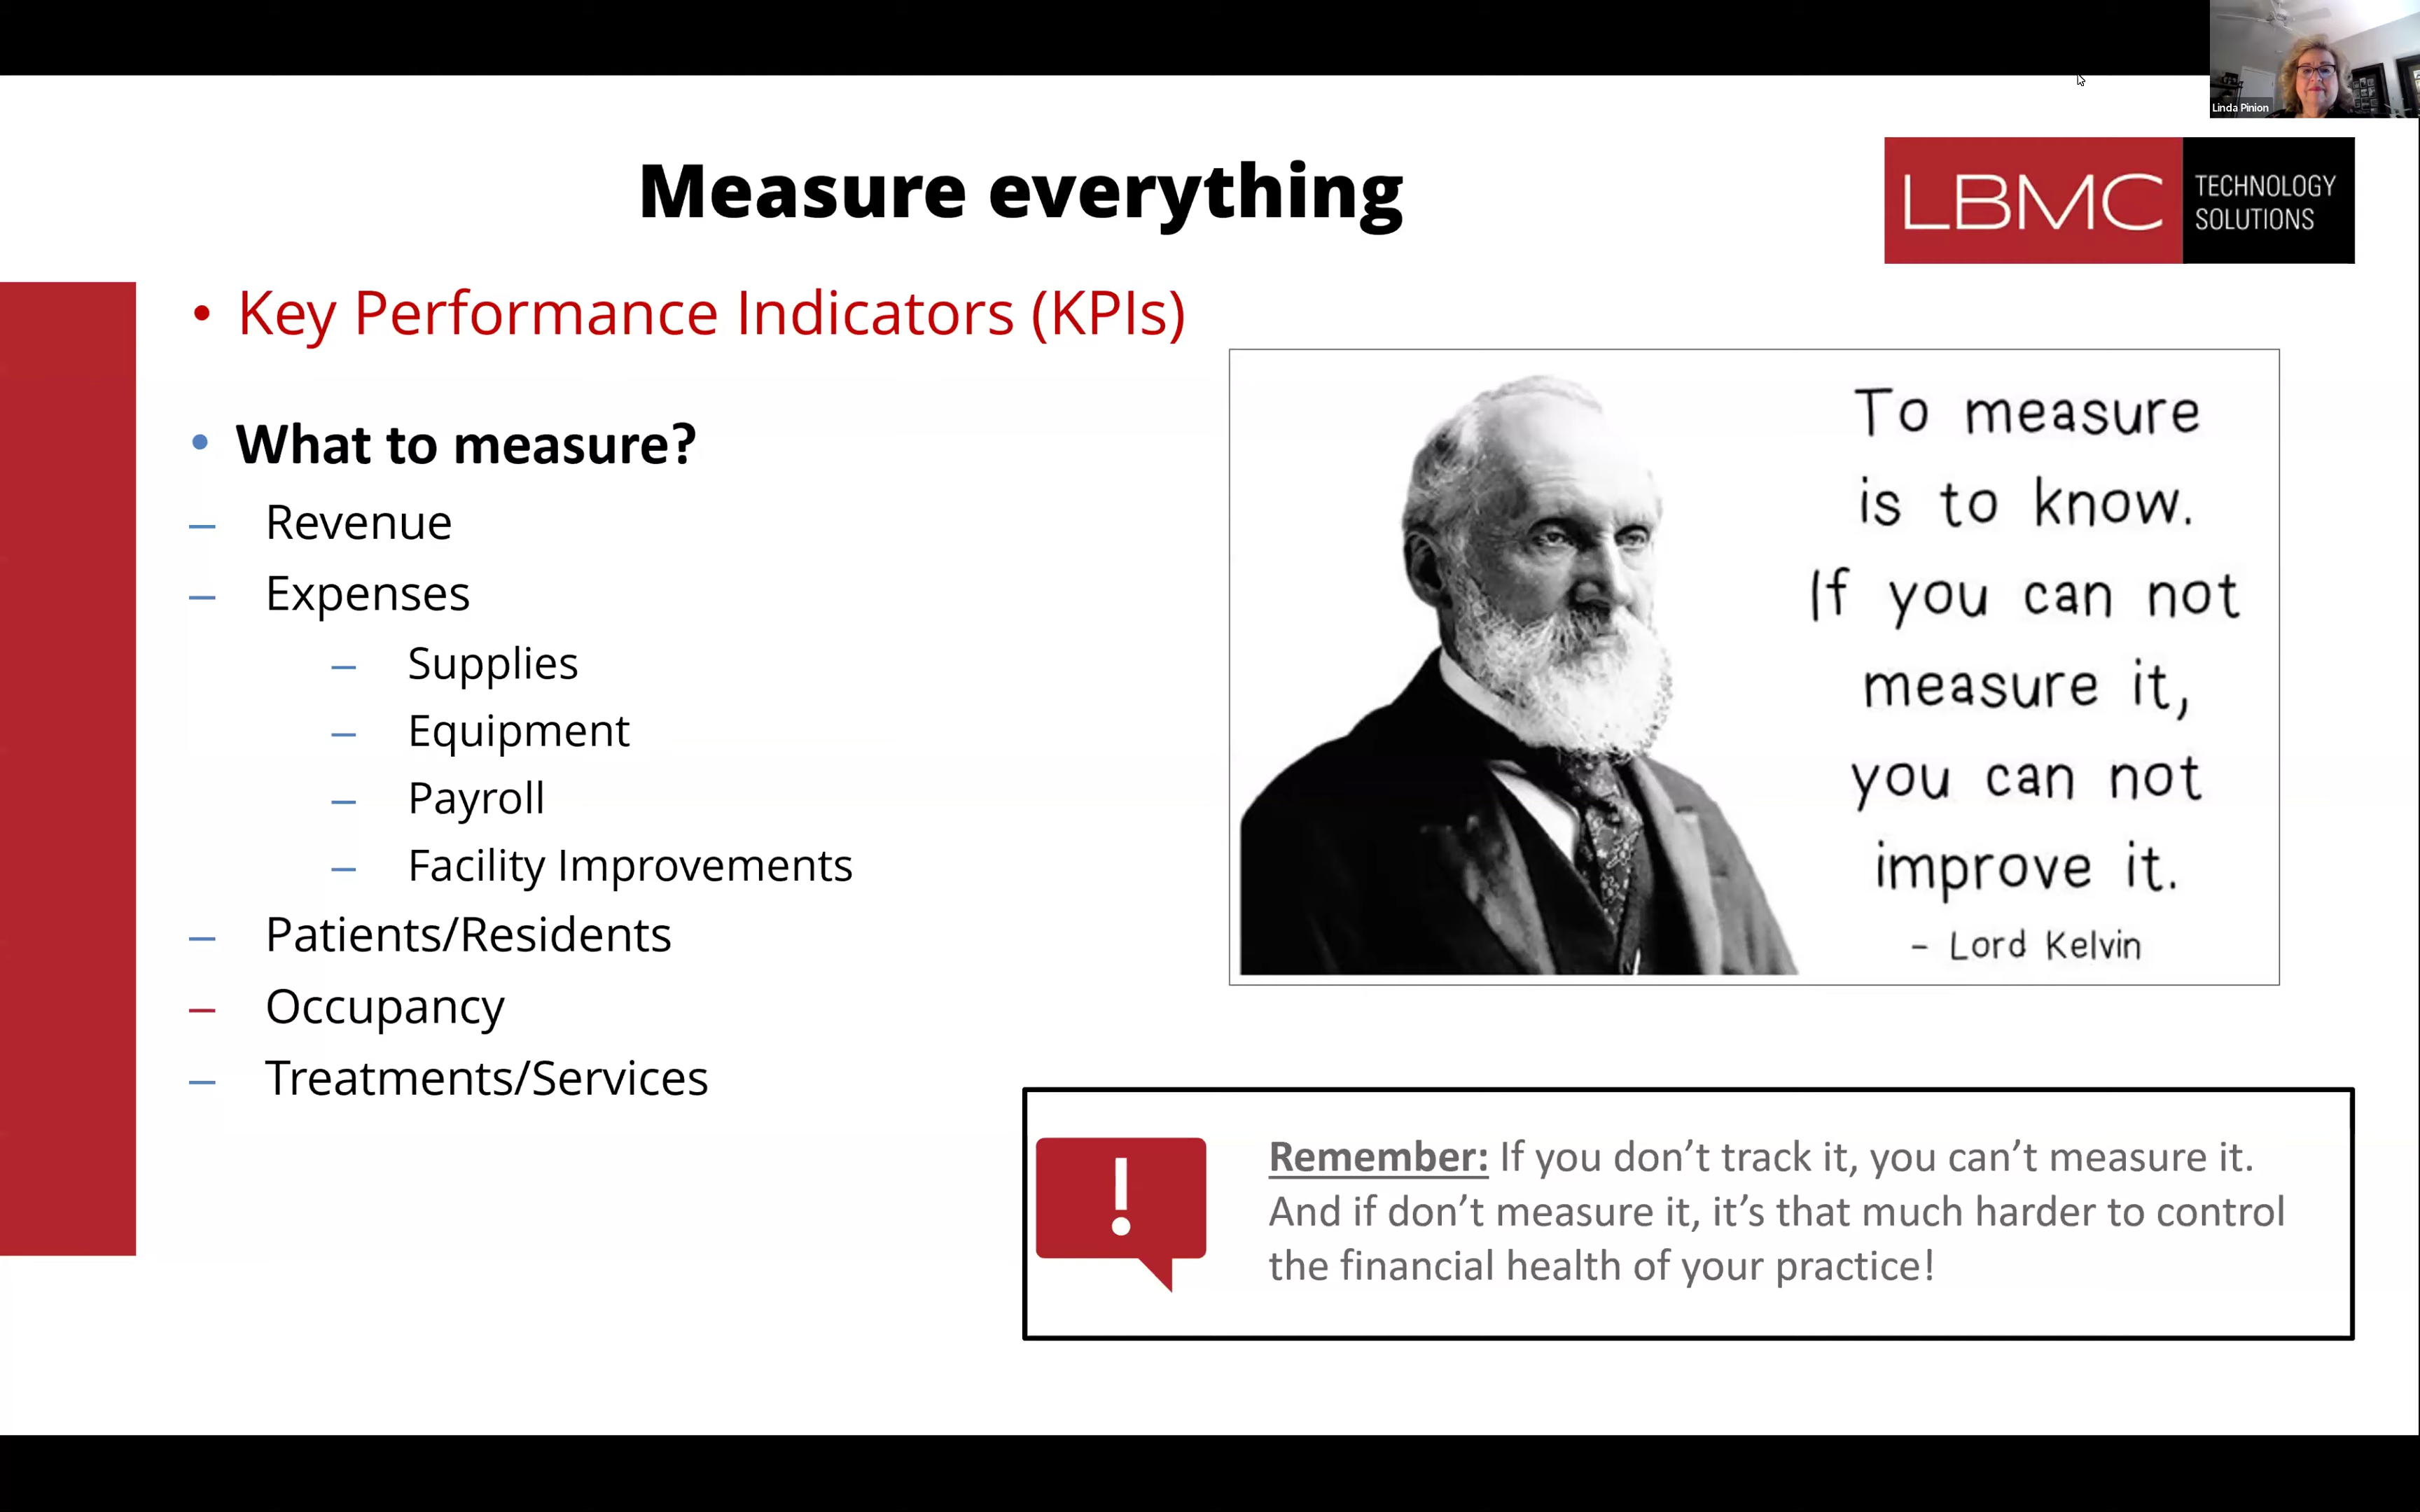 Linda Pinion
Measure everything
LBMC
TECHNOLOGY
SOLUTIONS
• Key Performance Indicators (KPIs)
• What to measure?
– Revenue
– Expenses
– Supplies
– Equipment
– Payroll
– Facility Improvements
– Patients/Residents
– Occupancy
– Treatments/Services
To measure
is to know.
If you can not
measure it,
you can not
improve it.
- Lord Kelvin
!
Remember: If you don’t track it, you can’t measure it.
And if don’t measure it, it’s that much harder to control
the financial health of your practice!